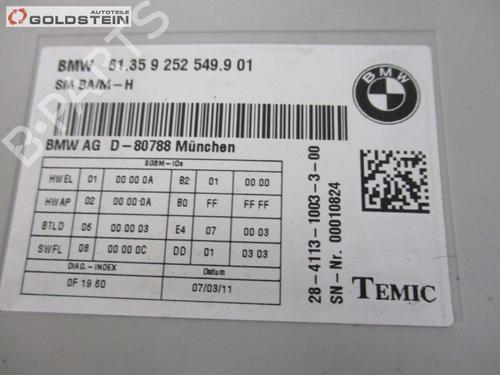 GOLDSTEIN
CAR PARTS
B-PARTS
BMW 61.35 9 252 549.9 01
SM BA/M-H
BMW AG D-80788 München
BMW
SGBM-IDs
HWEL 01 00 00 0A B2 01 00 00
HWAP 02 00 00 0A B0 FF FF FF
BTLD 05 00 00 03 E4 07 00 03
SWFL 08 00 00 0C DD 01 03 03
DIAG.-INDEX Datum
0F 19 60 07/03/11
28-4113-1003-3-00
SN-Nr. 00010824
TEMIC